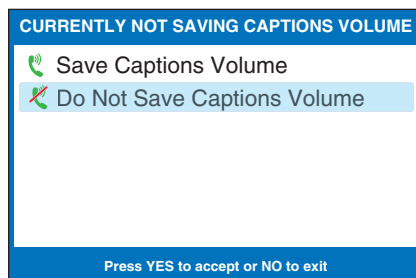 CURRENTLY NOT SAVING CAPTIONS VOLUME
Save Captions Volume
Do Not Save Captions Volume
Press YES to accept or NO to exit